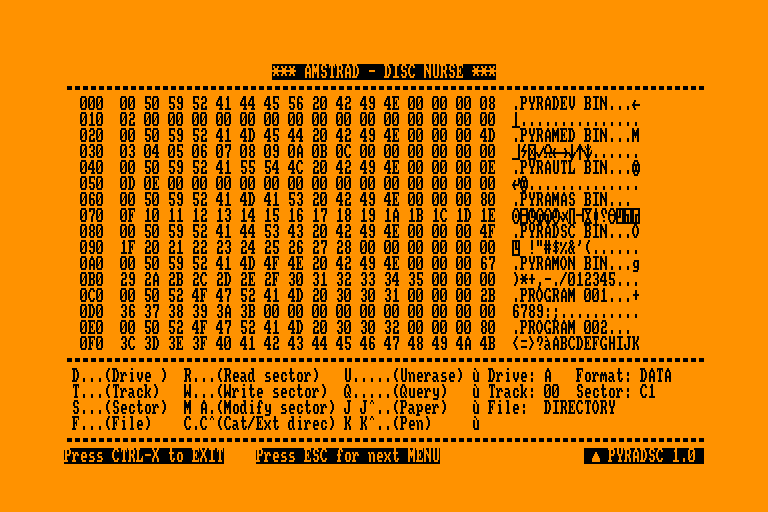 *** AMSTRAD - DISC NURSE ***
000 00 50 59 52 41 44 45 56 20 42 49 4E 00 00 00 08 .PYRADEV BIN...←
010 02 00 00 00 00 00 00 00 00 00 00 00 00 00 00 00 ...............
020 00 50 59 52 41 4D 45 44 20 42 49 4E 00 00 00 4D .PYRAMED BIN...M
030 03 04 05 06 07 08 09 0A 0B 0C 00 00 00 00 00 00 ......
040 00 50 59 52 41 55 54 4C 20 42 49 4E 00 00 00 0E .PYRAUTL BIN...
050 0D 0E 00 00 00 00 00 00 00 00 00 00 00 00 00 00 ..............
060 00 50 59 52 41 4D 41 53 20 42 49 4E 00 00 00 80 .PYRAMAS BIN...
070 0F 10 11 12 13 14 15 16 17 18 19 1A 1B 1C 1D 1E
080 00 50 59 52 41 44 53 43 20 42 49 4E 00 00 00 4F .PYRADSC BIN...O
090 1F 20 21 22 23 24 25 26 27 28 00 00 00 00 00 00 !"#$%&'(......
0A0 00 50 59 52 41 4D 4F 4E 20 42 49 4E 00 00 00 67 .PYRAMON BIN...g
0B0 29 2A 2B 2C 2D 2E 2F 30 31 32 33 34 35 00 00 00 )*+,-./012345...
0C0 00 50 52 4F 47 52 41 4D 20 30 30 31 00 00 00 2B .PROGRAM 001...+
0D0 36 37 38 39 3A 3B 00 00 00 00 00 00 00 00 00 00 6789:;..........
0E0 00 50 52 4F 47 52 41 4D 20 30 30 32 00 00 00 80 .PROGRAM 002...
0F0 3C 3D 3E 3F 40 41 42 43 44 45 46 47 48 49 4A 4B <=>?àABCDEFGHIJK
D...(Drive ) R...(Read sector) U.....(Unerase) ù Drive: A Format: DATA
T...(Track) W...(Write sector) Q.....(Query) ù Track: 00 Sector: C1
S...(Sector) M A.(Modify sector) J J^..(Paper) ù File: DIRECTORY
F...(File) C.C^(Cat/Ext direc) K K^..(Pen) ù
Press CTRL-X to EXIT Press ESC for next MENU ▲ PYRADSC 1.0